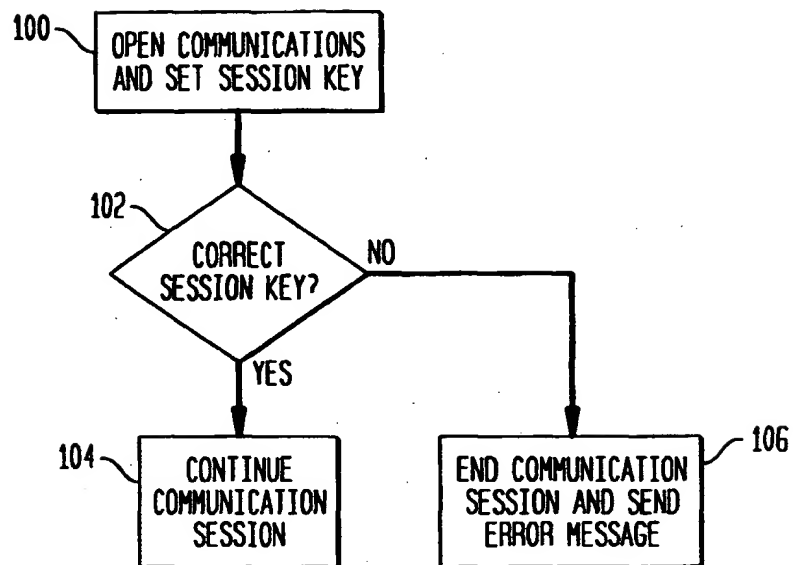 100
OPEN COMMUNICATIONS
AND SET SESSION KEY
102
CORRECT
SESSION KEY?
NO
YES
104
CONTINUE
COMMUNICATION
SESSION
END COMMUNICATION
SESSION AND SEND
ERROR MESSAGE
106